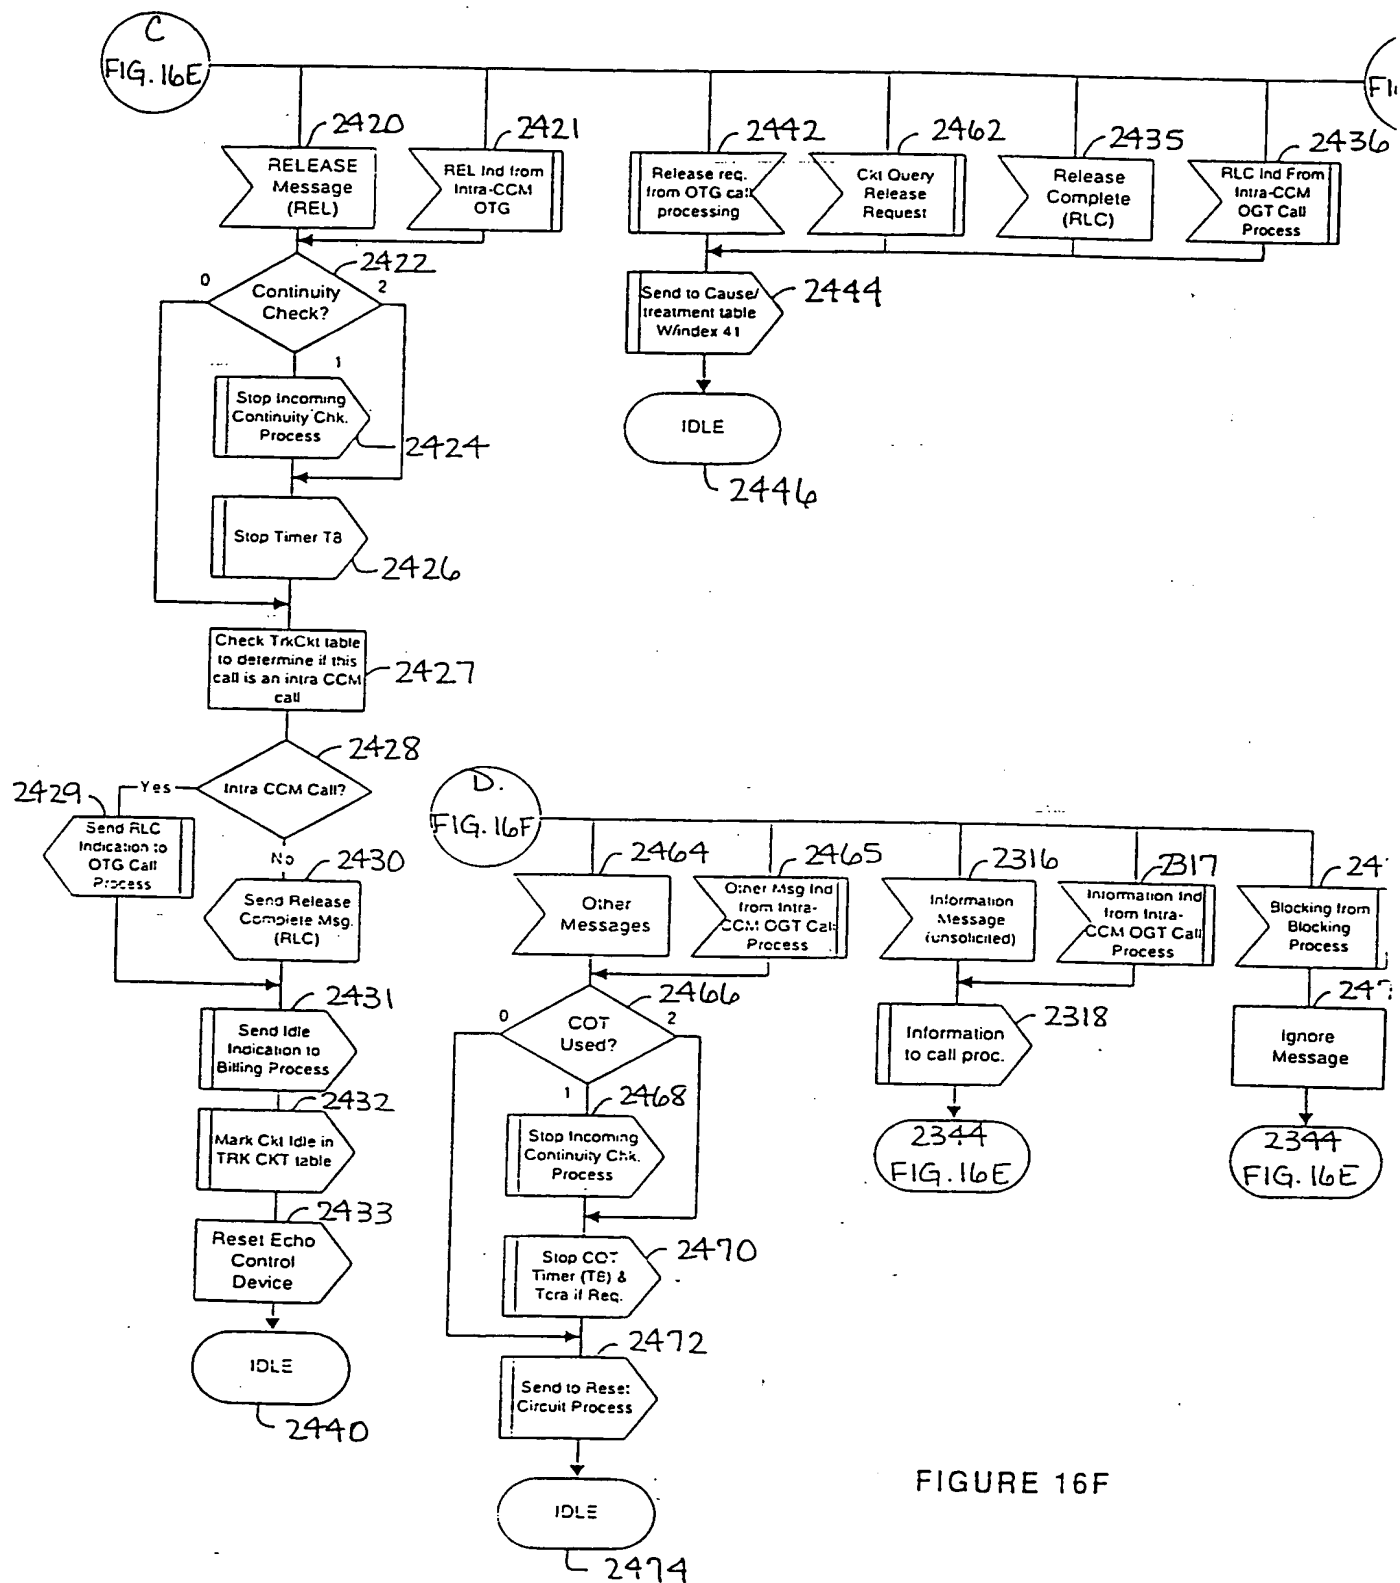 C
FIG. 16E
2420
RELEASE
Message
(REL)
2421
REL Ind from
Intra-CCM
OTG
2442
Release req.
from OTG call
processing
2462
Ckt Query
Release
Request
2435
Release
Complete
(RLC)
2436
RLC Ind From
Intra-CCM
OGT Call
Process
2422
0
2
Continuity
Check?
1
2444
Send to Cause/
treatment table
W/index 41
Stop Incoming
Continuity Chk.
Process
2424
IDLE
2446
Stop Timer T8
2426
Check TrkCkt table
to determine if this
call is an intra CCM
call
2427
2428
Yes
Intra CCM Call?
No
2429
Send RLC
Indication to
OTG Call
Process
2430
Send Release
Complete Msg.
(RLC)
2431
Send Idle
Indication to
Billing Process
2432
Mark Ckt Idle in
TRK CKT table
2433
Reset Echo
Control
Device
IDLE
2440
D.
FIG. 16F
2464
Other
Messages
2465
Other Msg Ind
from Intra-
CCM OGT Call
Process
2316
Information
Message
(unsolicited)
2317
Information Ind
from Intra-
CCM OGT Call
Process
Blocking from
Blocking
Process
2466
0
2
COT
Used?
1
2318
Information
to call proc.
Ignore
Message
2468
Stop Incoming
Continuity Chk.
Process
2344
FIG. 16E
2344
FIG. 16E
2470
Stop COT
Timer (T8) &
Tcra if Req.
2472
Send to Reset
Circuit Process
IDLE
2474
FIGURE 16F